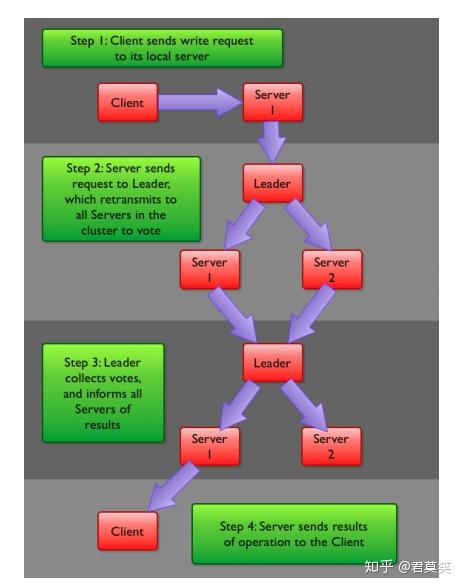 Step 1: Client sends write request
to its local server
Client
Server
1
Step 2: Server sends
request to Leader,
which retransmits to
all Servers in the
cluster to vote
Leader
Server
1
Server
2
Step 3: Leader
collects votes,
and informs all
Servers of
results
Leader
Server
1
Server
2
Client
Step 4: Server sends results
of operation to the Client
知乎 @君莫笑